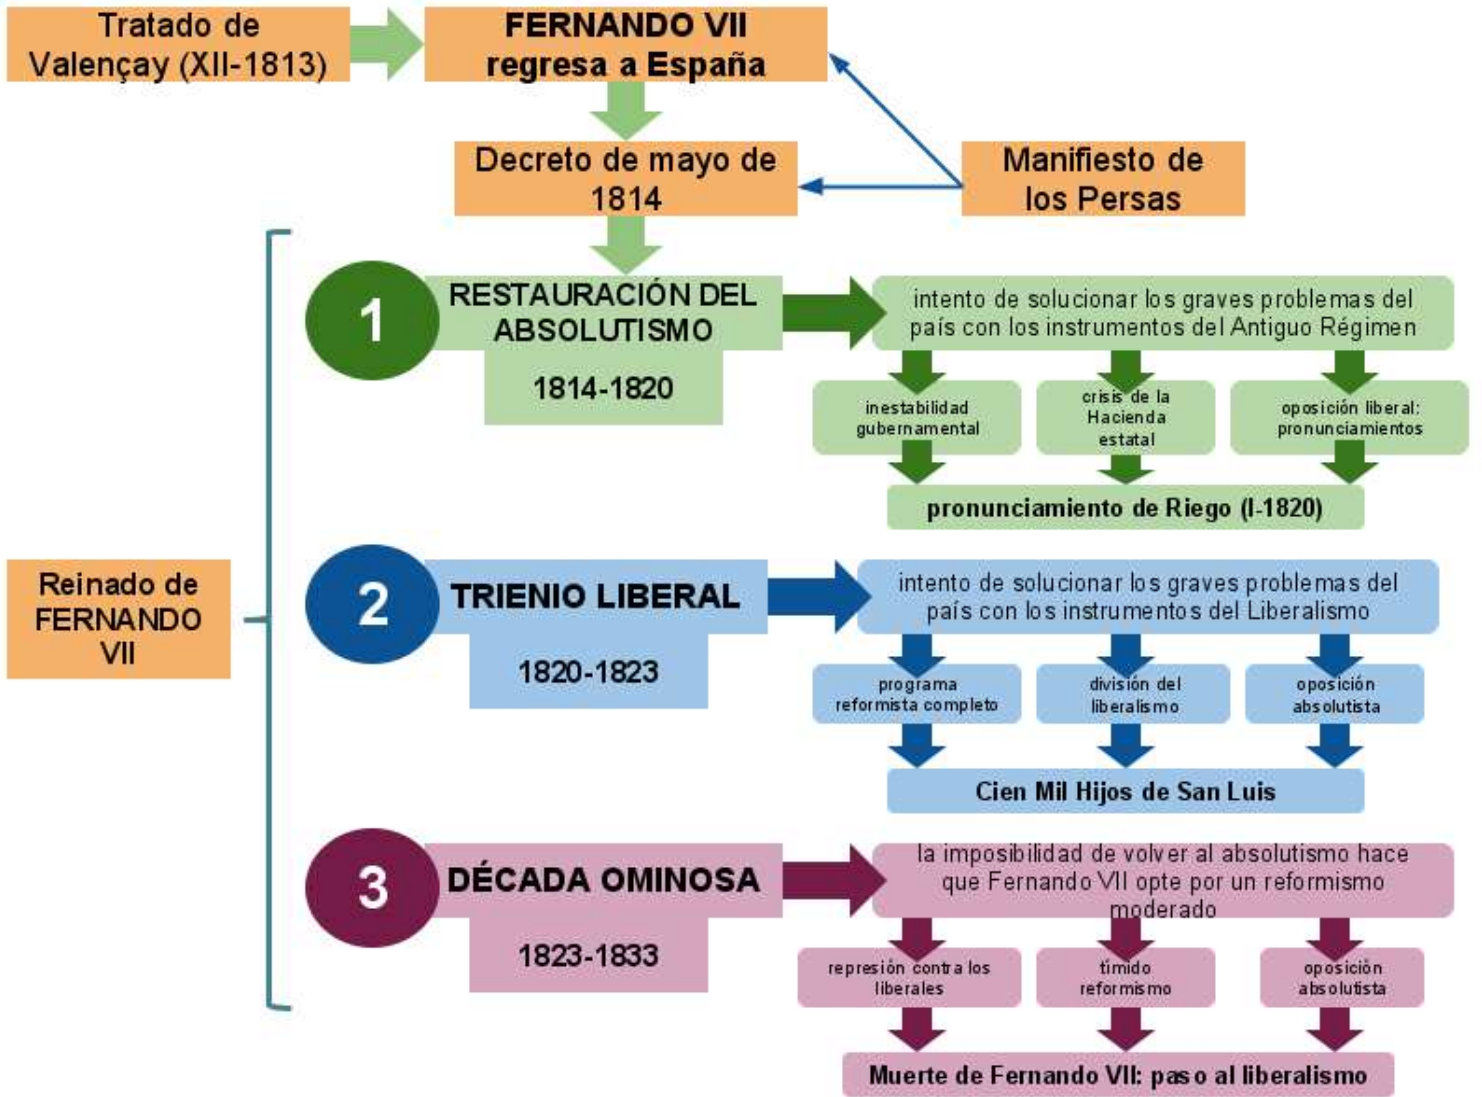 Tratado de
Valençay (XII-1813)
FERNANDO VII
regresa a España
Decreto de mayo de
1814
Manifiesto de
los Persas
Reinado de
FERNANDO
VII
1
RESTAURACIÓN DEL
ABSOLUTISMO
1814-1820
intento de solucionar los graves problemas del
país con los instrumentos del Antiguo Régimen
inestabilidad
gubernamental
crisis de la
Hacienda
estatal
oposición liberal:
pronunciamientos
pronunciamiento de Riego (I-1820)
2
TRIENIO LIBERAL
1820-1823
intento de solucionar los graves problemas del
país con los instrumentos del Liberalismo
programa
reformista completo
división del
liberalismo
oposición
absolutista
Cien Mil Hijos de San Luis
3
DÉCADA OMINOSA
1823-1833
la imposibilidad de volver al absolutismo hace
que Fernando VII opte por un reformismo
moderado
represión contra los
liberales
tímido
reformismo
oposición
absolutista
Muerte de Fernando VII: paso al liberalismo